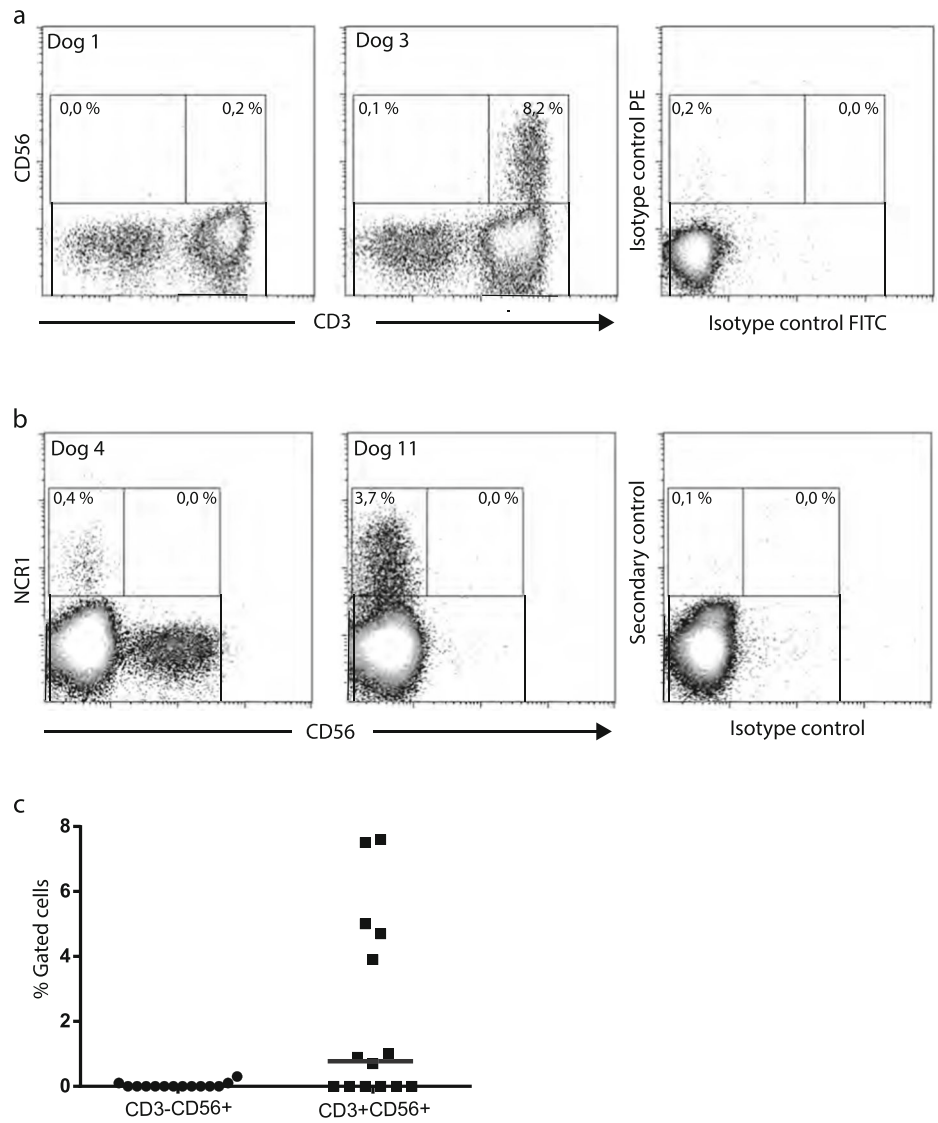 a
Dog 1
Dog 3
0,0 %
0,2 %
0,1 %
8,2 %
0,2 %
0,0 %
CD56
Isotype control PE
CD3
Isotype control FITC
b
Dog 4
Dog 11
0,4 %
0,0 %
3,7 %
0,0 %
0,1 %
0,0 %
NCR1
Secondary control
CD56
Isotype control
c
8
6
4
2
0
% Gated cells
CD3-CD56+
CD3+CD56+